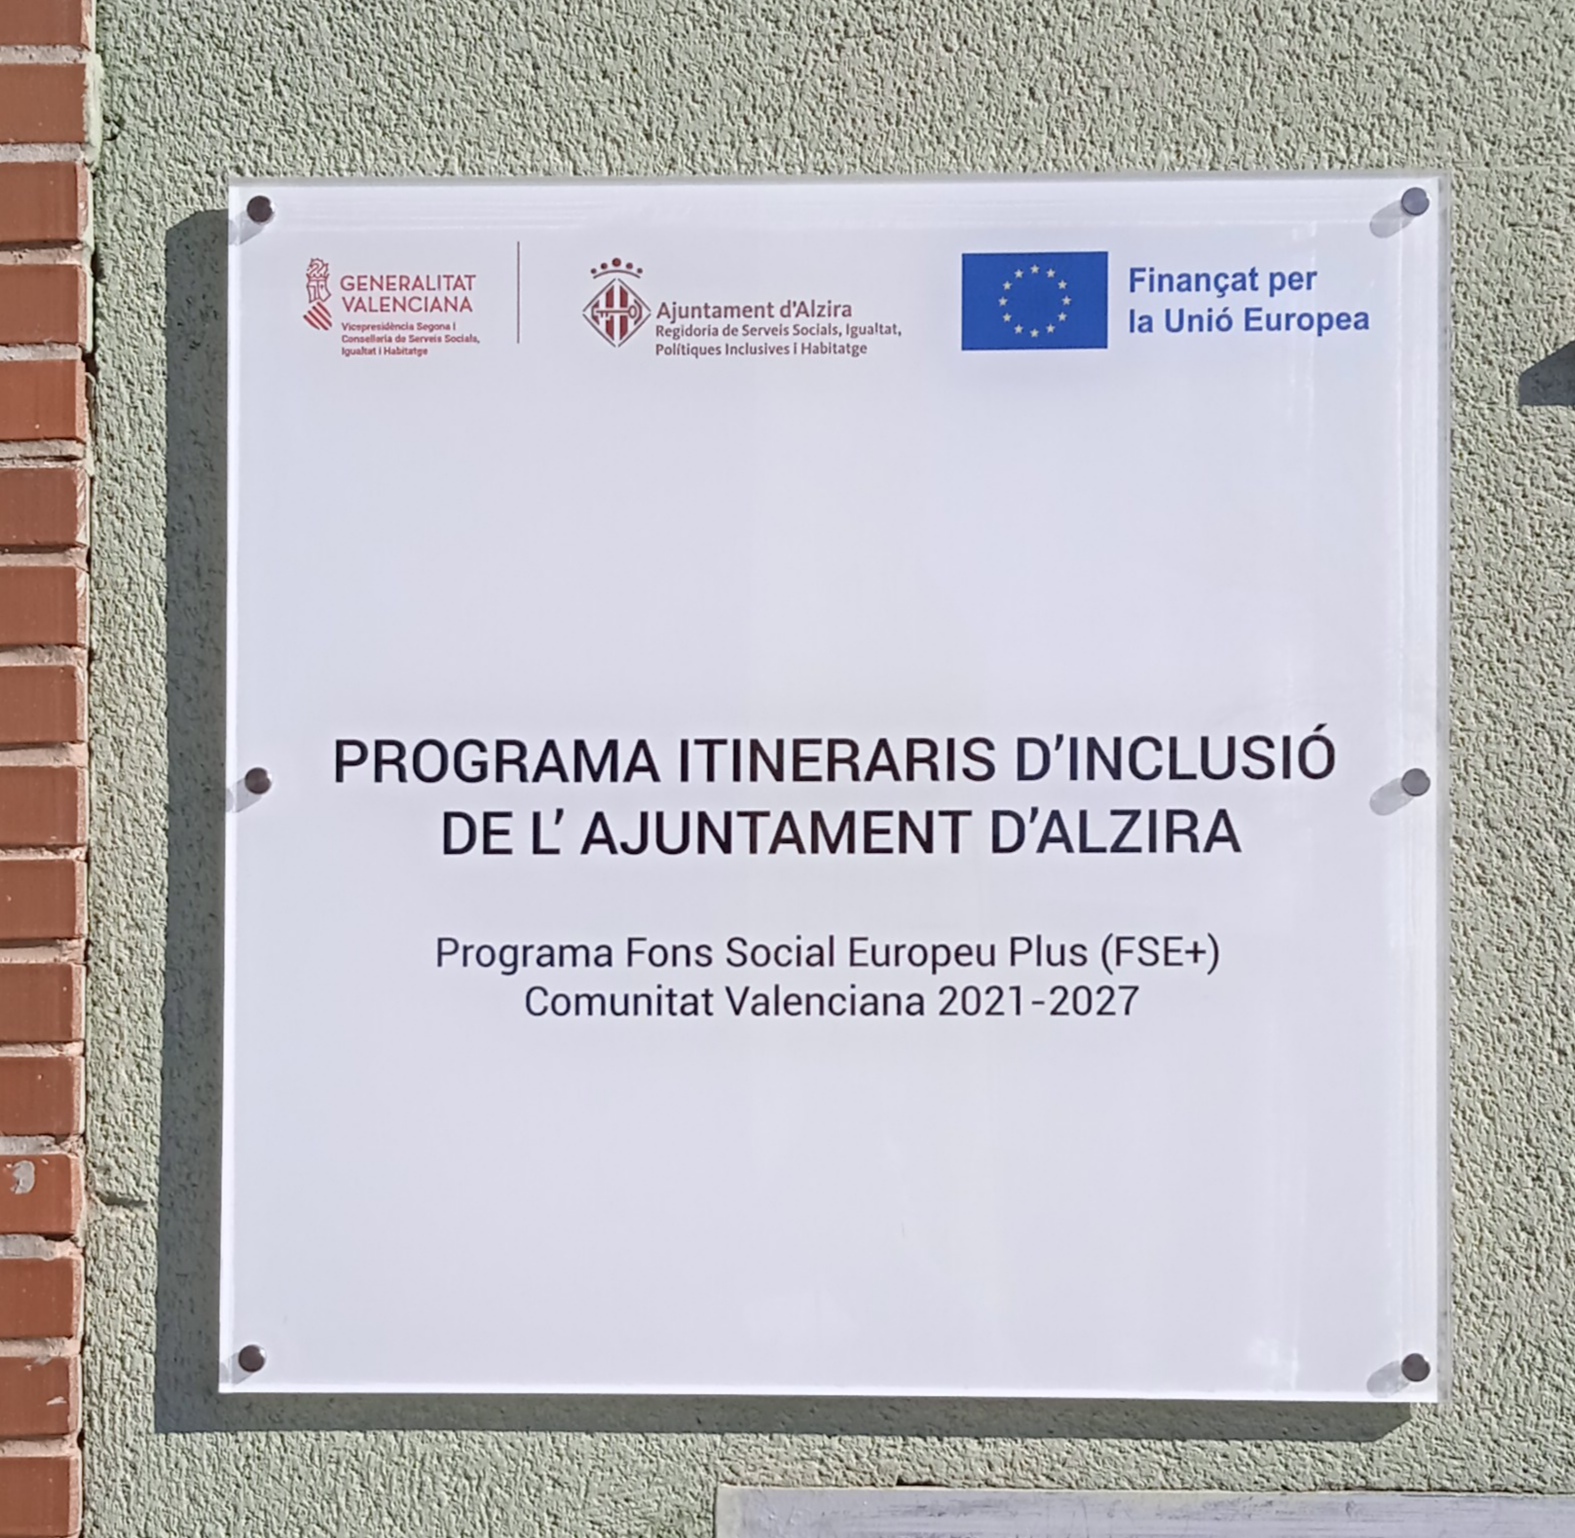 GENERALITAT
VALENCIANA
Vicepresidència Segona i
Conselleria de Serveis Socials,
Igualtat i Habitatge
Ajuntament d'Alzira
Regidoria de Serveis Socials, Igualtat,
Polítiques Inclusives i Habitatge
Finançat per
la Unió Europea
PROGRAMA ITINERARIS D'INCLUSIÓ
DE L' AJUNTAMENT D'ALZIRA
Programa Fons Social Europeu Plus (FSE+)
Comunitat Valenciana 2021-2027